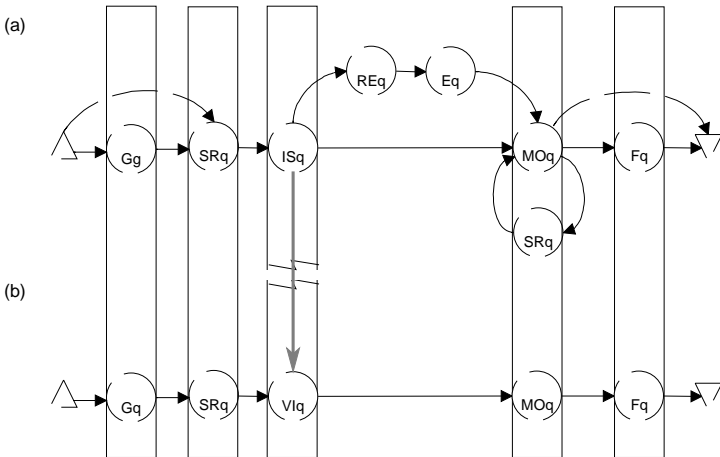 (a)
REq
Eq
Gg
SRq
ISq
MOq
Fq
SRq
(b)
Gq
SRq
VIq
MOq
Fq